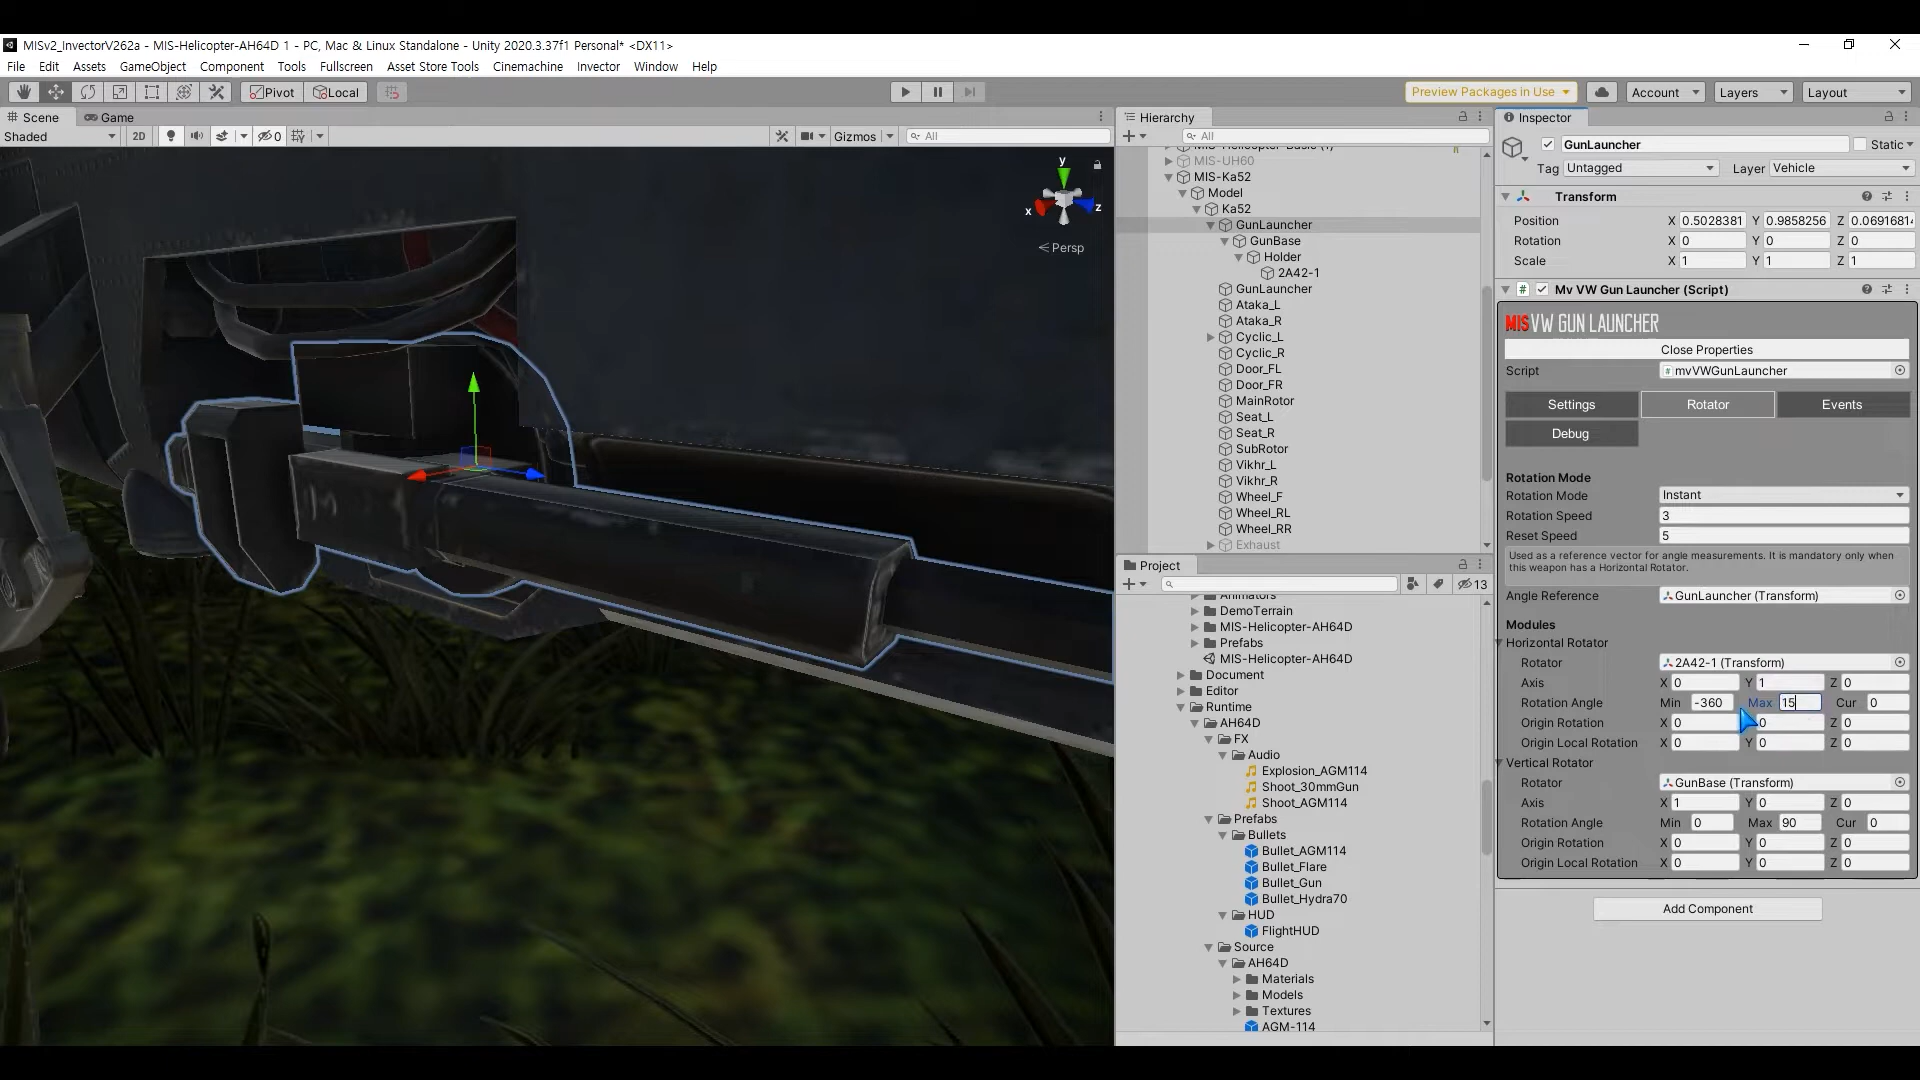 MISv2_InvectorV262a - MIS-Helicopter-AH64D 1 - PC, Mac & Linux Standalone - Unity 2020.3.37f1 Personal* <DX11>
File Edit Assets GameObject Component Tools Fullscreen Asset Store Tools Cinemachine Invector Window Help
Pivot Local Preview Packages in Use Account Layers Layout
Scene Game
Shaded 2D 0 Gizmos All
y
x z
Persp
Hierarchy
All
MIS-Helicopter-Basic (1)
MIS-UH60
MIS-Ka52
Model
Ka52
GunLauncher
GunBase
Holder
2A42-1
GunLauncher
Ataka_L
Ataka_R
Cyclic_L
Cyclic_R
Door_FL
Door_FR
MainRotor
Seat_L
Seat_R
SubRotor
Vikhr_L
Vikhr_R
Wheel_F
Wheel_RL
Wheel_RR
Exhaust
Project
13
Animators
DemoTerrain
MIS-Helicopter-AH64D
Prefabs
MIS-Helicopter-AH64D
Document
Editor
Runtime
AH64D
FX
Audio
Explosion_AGM114
Shoot_30mmGun
Shoot_AGM114
Prefabs
Bullets
Bullet_AGM114
Bullet_Flare
Bullet_Gun
Bullet_Hydra70
HUD
FlightHUD
Source
AH64D
Materials
Models
Textures
AGM-114
Inspector
GunLauncher Static
Tag Untagged Layer Vehicle
Transform
Position X 0.5028381 Y 0.9858256 Z 0.0691681
Rotation X 0 Y 0 Z 0
Scale X 1 Y 1 Z 1
Mv VW Gun Launcher (Script)
MISVW GUN LAUNCHER
Close Properties
Script mvVWGunLauncher
Settings Rotator Events
Debug
Rotation Mode
Rotation Mode Instant
Rotation Speed 3
Reset Speed 5
Used as a reference vector for angle measurements. It is mandatory only when
this weapon has a Horizontal Rotator.
Angle Reference GunLauncher (Transform)
Modules
Horizontal Rotator
Rotator 2A42-1 (Transform)
Axis X 0 Y 1 Z 0
Rotation Angle Min -360 Max 15 Cur 0
Origin Rotation X 0 0 Z 0
Origin Local Rotation X 0 Y 0 Z 0
Vertical Rotator
Rotator GunBase (Transform)
Axis X 1 Y 0 Z 0
Rotation Angle Min 0 Max 90 Cur 0
Origin Rotation X 0 Y 0 Z 0
Origin Local Rotation X 0 Y 0 Z 0
Add Component